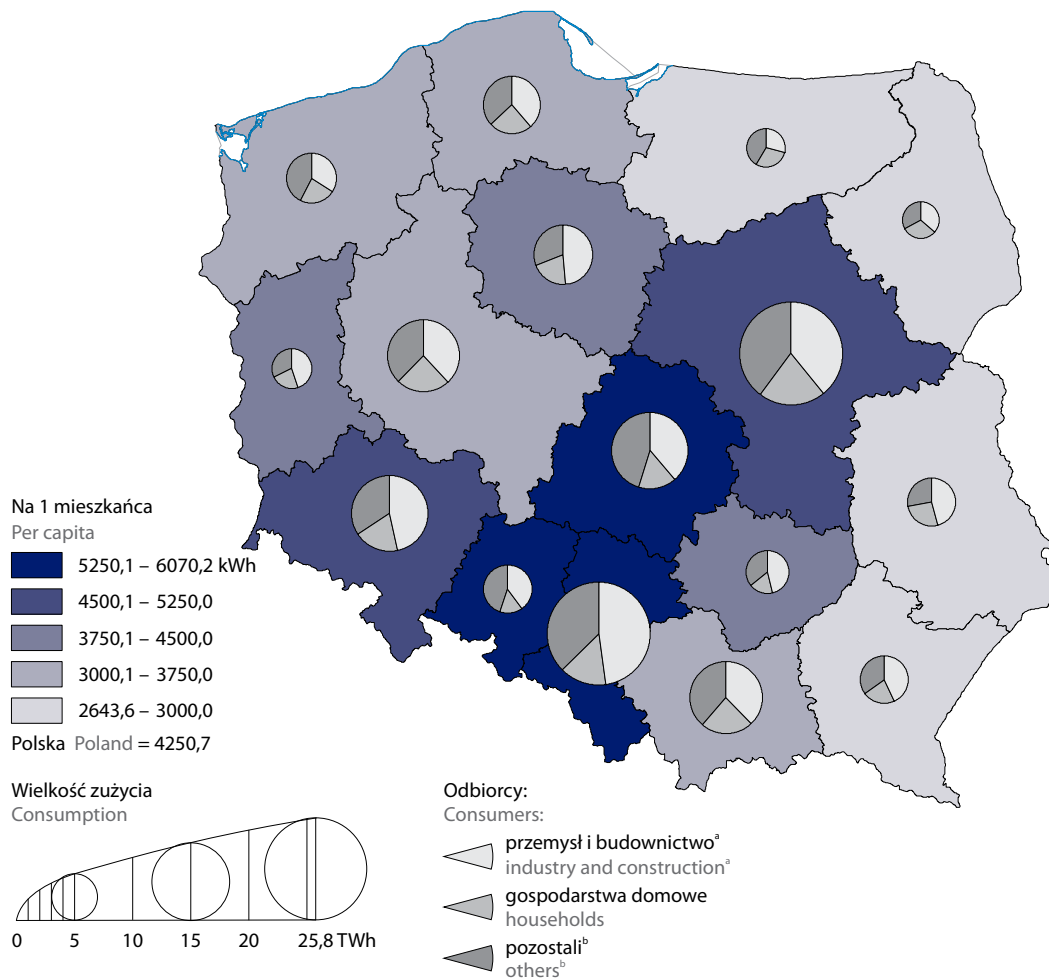 Na 1 mieszkańca
Per capita
5250,1 – 6070,2 kWh
4500,1 – 5250,0
3750,1 – 4500,0
3000,1 – 3750,0
2643,6 – 3000,0
Polska Poland = 4250,7
Wielkość zużycia
Consumption
0 5 10 15 20 25,8 TWh
Odbiorcy:
Consumers:
przemysł i budownictwoᵃ
industry and constructionᵃ
gospodarstwa domowe
households
pozostaliᵇ
othersᵇ